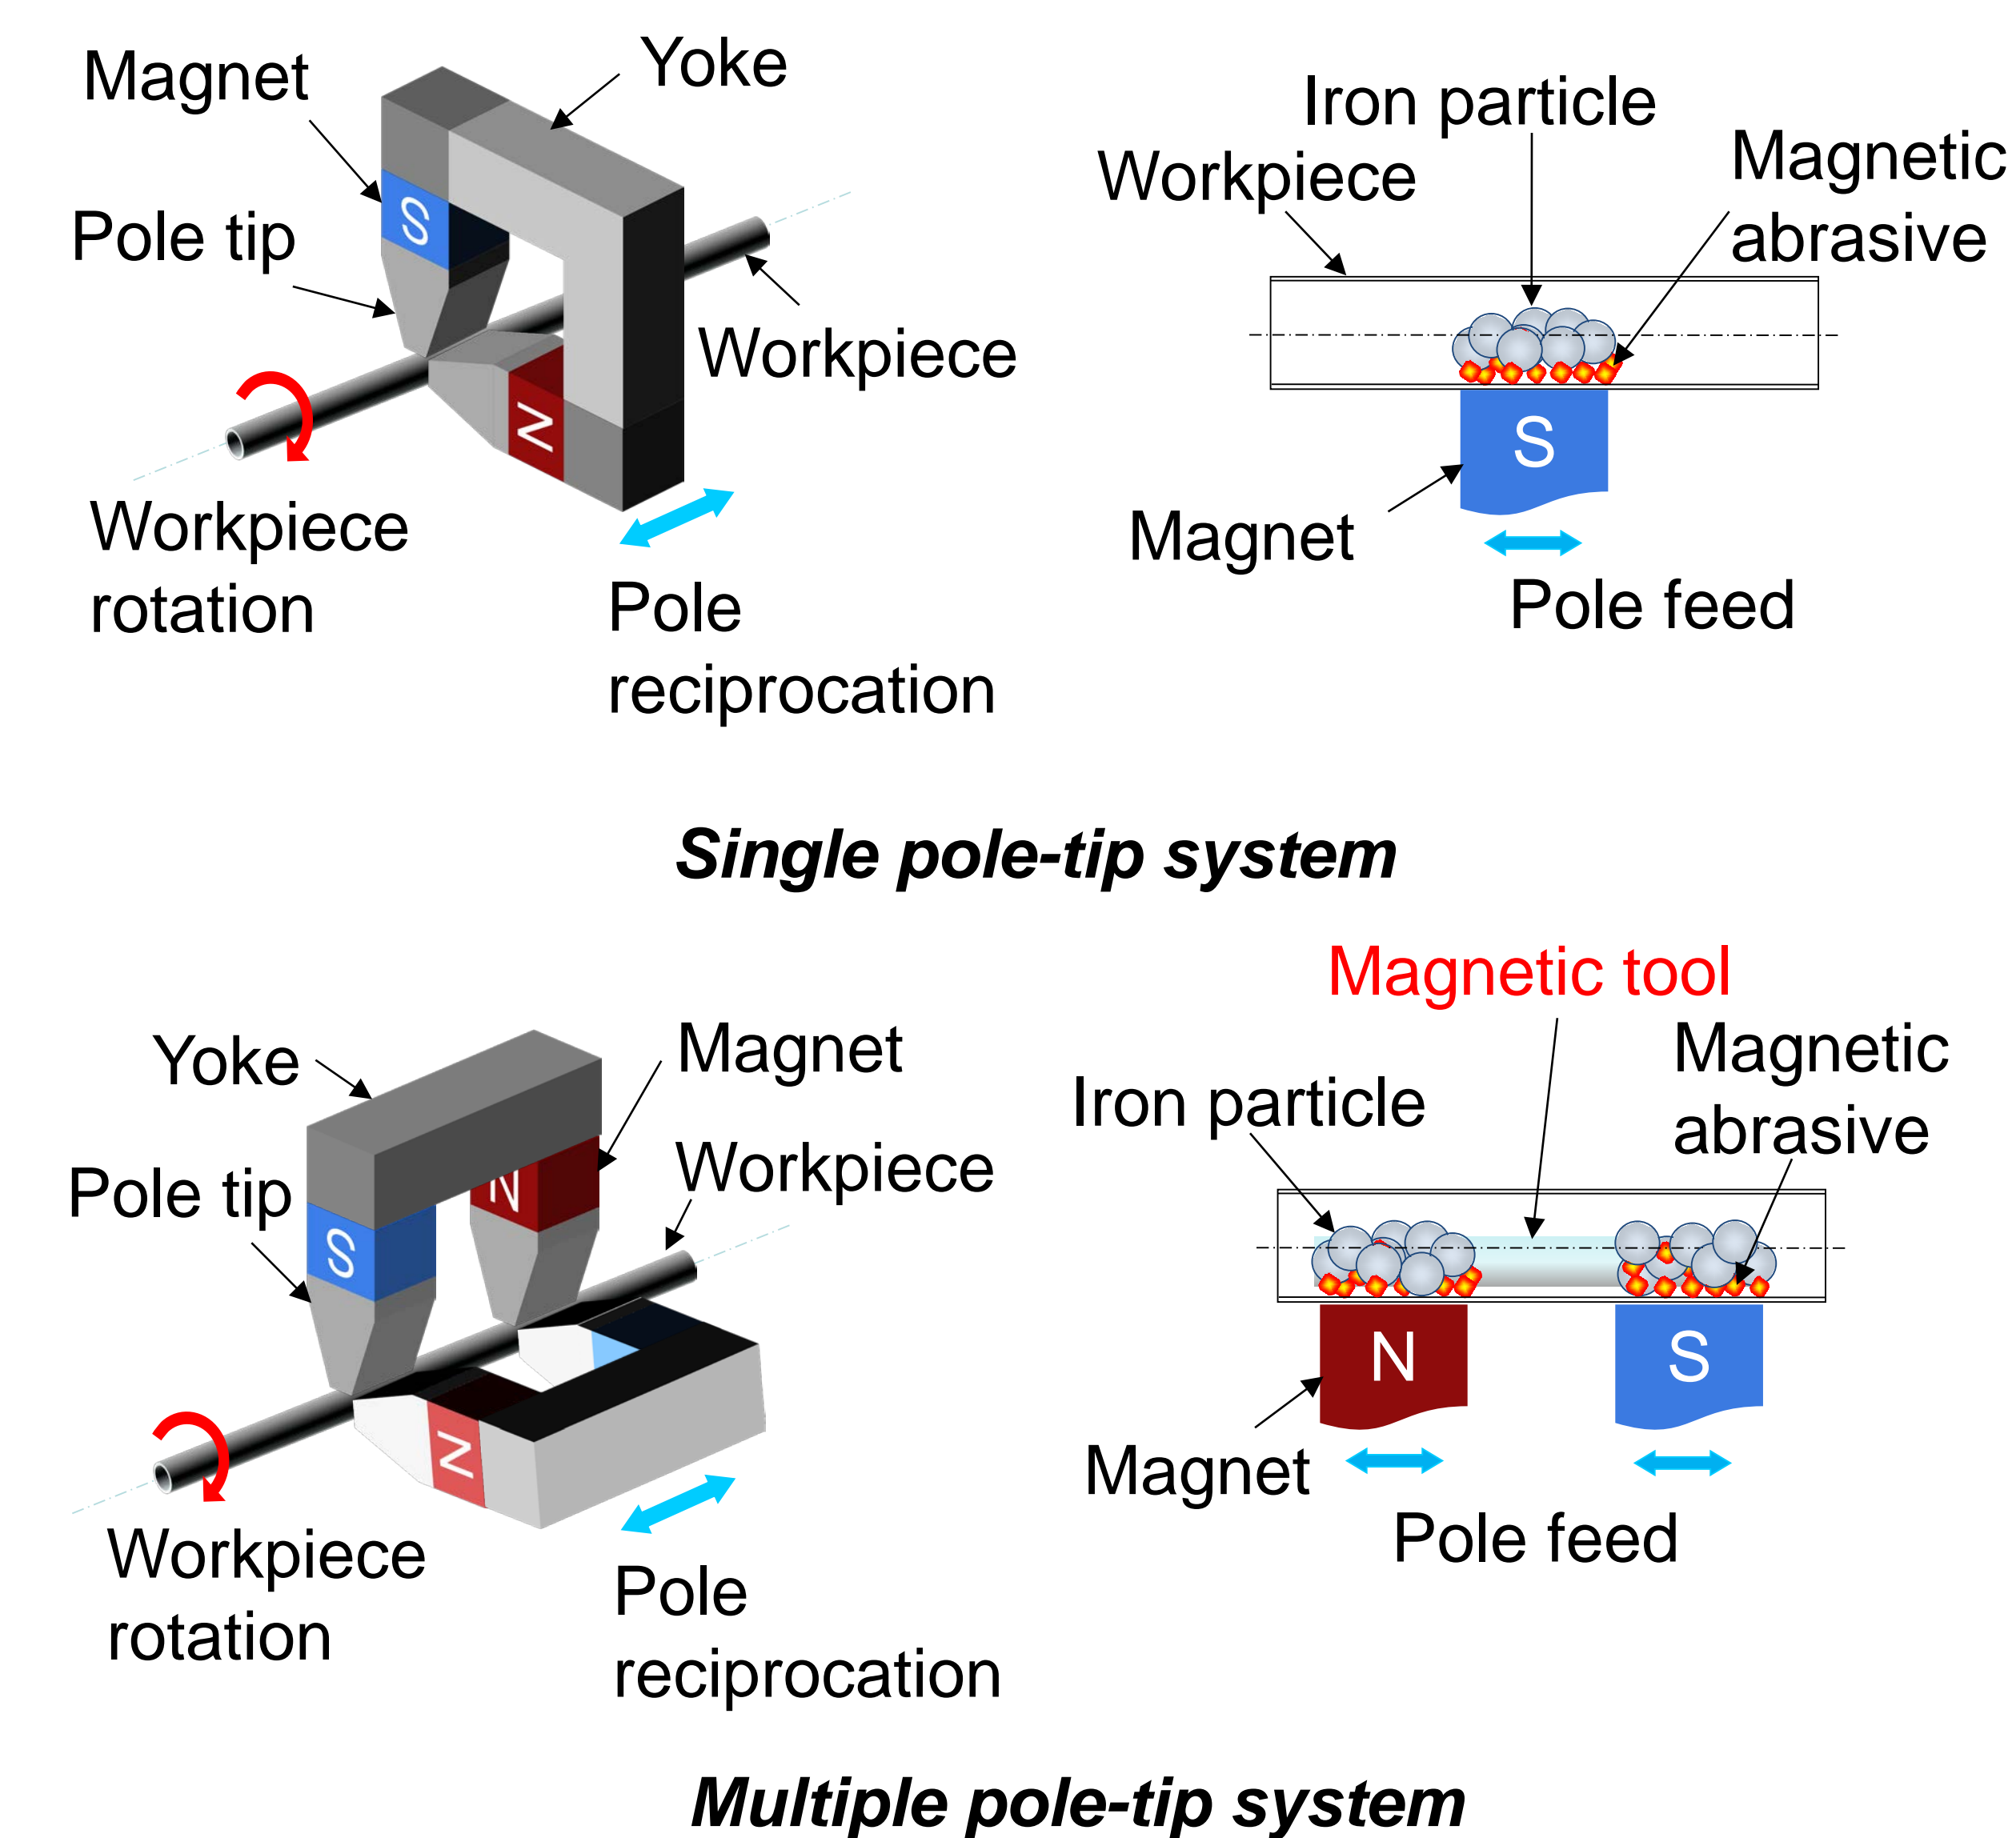 Magnet
Yoke
Pole tip
S
Workpiece
N
Workpiece
rotation
Pole
reciprocation
Iron particle
Workpiece
Magnetic
abrasive
S
Magnet
Pole feed
Single pole-tip system
Yoke
Magnet
Workpiece
Pole tip
N
S
N
Workpiece
rotation
Pole
reciprocation
Magnetic tool
Magnetic
abrasive
Iron particle
N
S
Magnet
Pole feed
Multiple pole-tip system